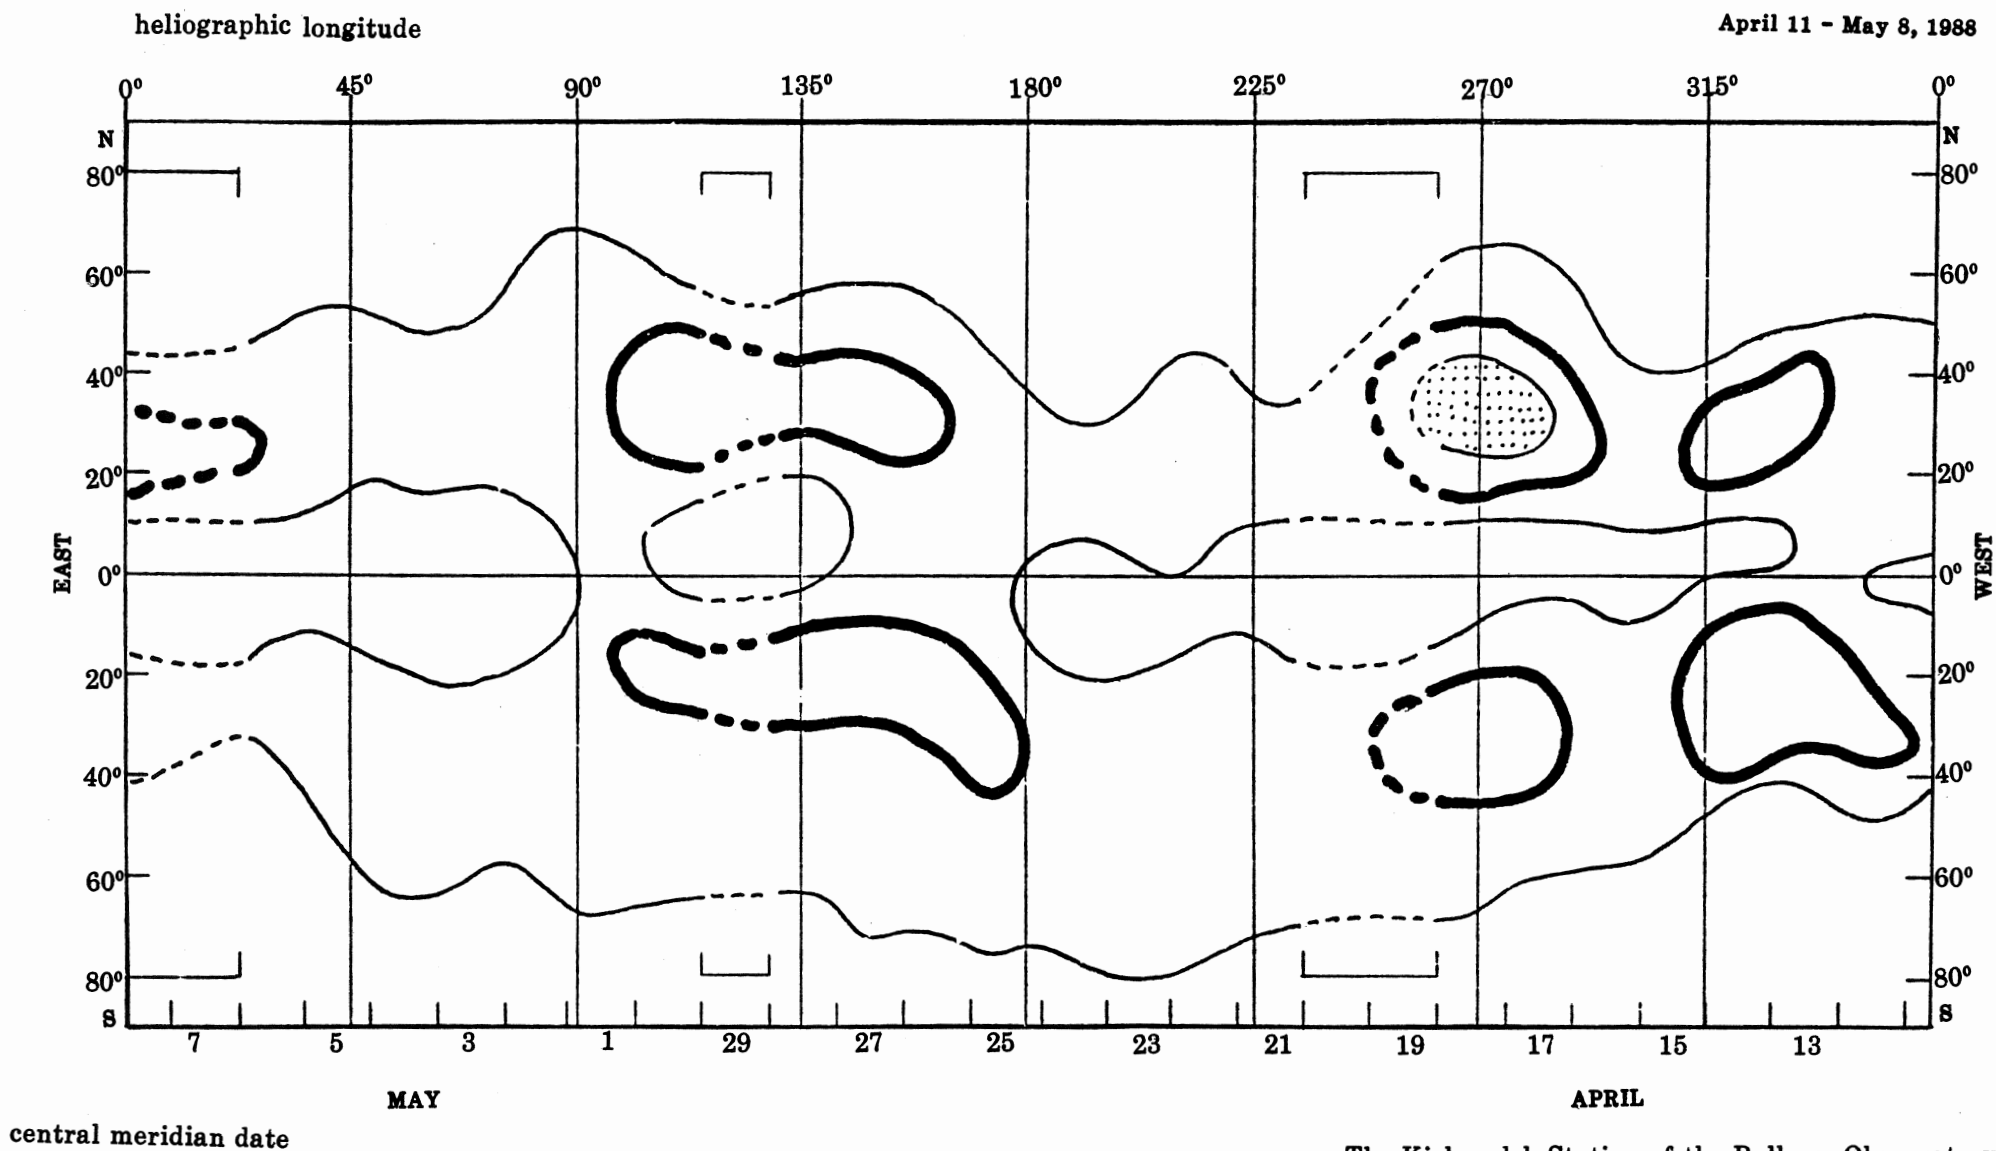 heliographic longitude
April 11 - May 8, 1988
0° 45° 90° 135° 180° 225° 270° 315° 0°
N N
80° 80°
60° 60°
40° 40°
20° 20°
EAST 0° 0° WEST
20° 20°
40° 40°
60° 60°
80° 80°
S S
7 5 3 1 29 27 25 23 21 19 17 15 13
MAY APRIL
central meridian date